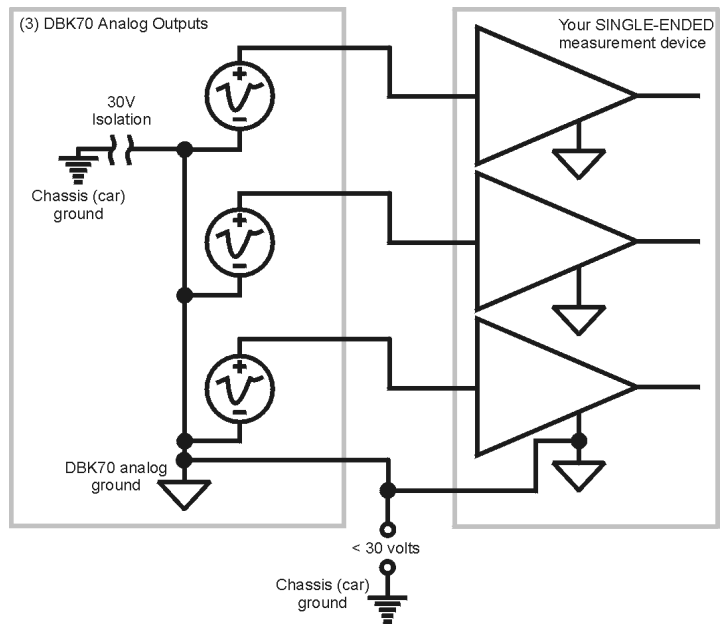 (3) DBK70 Analog Outputs
Your SINGLE-ENDED
measurement device
30V
Isolation
Chassis (car)
ground
DBK70 analog
ground
< 30 volts
Chassis (car)
ground